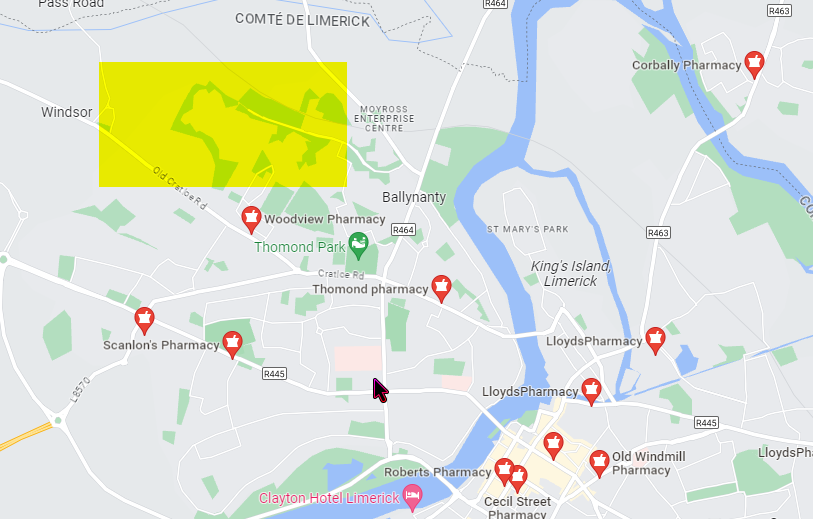 Pass Road
COMTÉ DE LIMERICK
R464
R463
Corbally Pharmacy
Windsor
MOYROSS
ENTERPRISE
CENTRE
Old Cratloe Rd
Ballynanty
Woodview Pharmacy
R464
ST MARY'S PARK
R463
Thomond Park
Cratloe Rd
King's Island,
Limerick
Thomond pharmacy
Scanlon's Pharmacy
LloydsPharmacy
R445
L8570
LloydsPharmacy
R445
Old Windmill
Pharmacy
LloydsPha
Roberts Pharmacy
Clayton Hotel Limerick
Cecil Street
Pharmacy